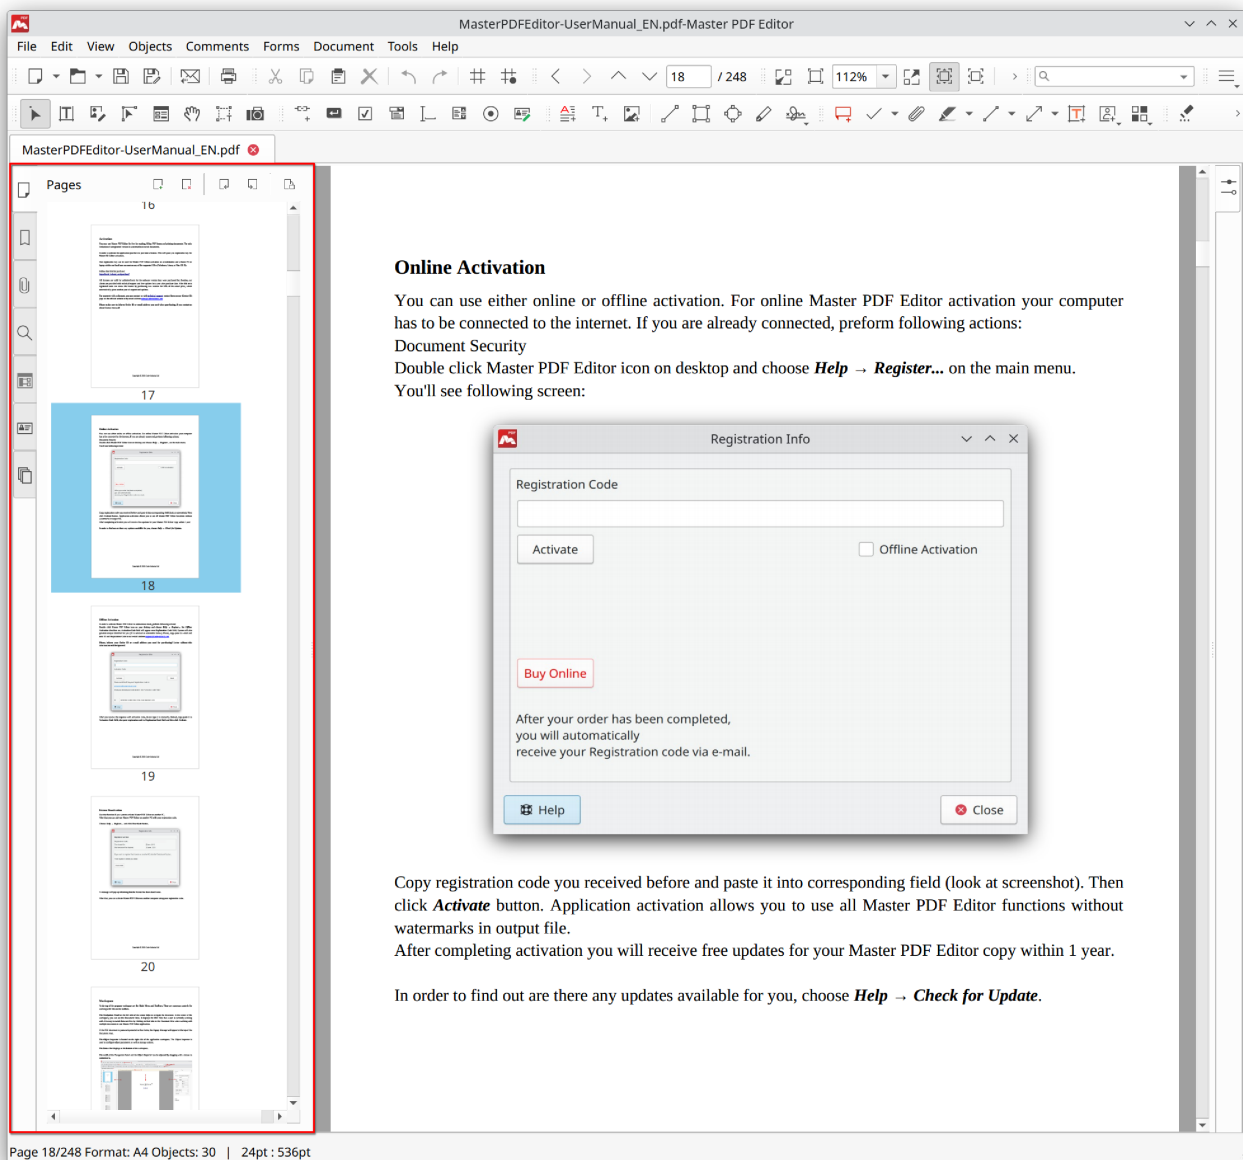 MasterPDFEditor-UserManual_EN.pdf-Master PDF Editor
File Edit View Objects Comments Forms Document Tools Help
18 / 248 112%
MasterPDFEditor-UserManual_EN.pdf
Pages
16
17
18
19
20
Online Activation
You can use either online or offline activation. For online Master PDF Editor activation your computer
has to be connected to the internet. If you are already connected, preform following actions:
Document Security
Double click Master PDF Editor icon on desktop and choose Help → Register... on the main menu.
You'll see following screen:
Registration Info
Registration Code
Activate Offline Activation
Buy Online
After your order has been completed,
you will automatically
receive your Registration code via e-mail.
Help Close
Copy registration code you received before and paste it into corresponding field (look at screenshot). Then
click Activate button. Application activation allows you to use all Master PDF Editor functions without
watermarks in output file.
After completing activation you will receive free updates for your Master PDF Editor copy within 1 year.
In order to find out are there any updates available for you, choose Help → Check for Update.
Page 18/248 Format: A4 Objects: 30 | 24pt : 536pt